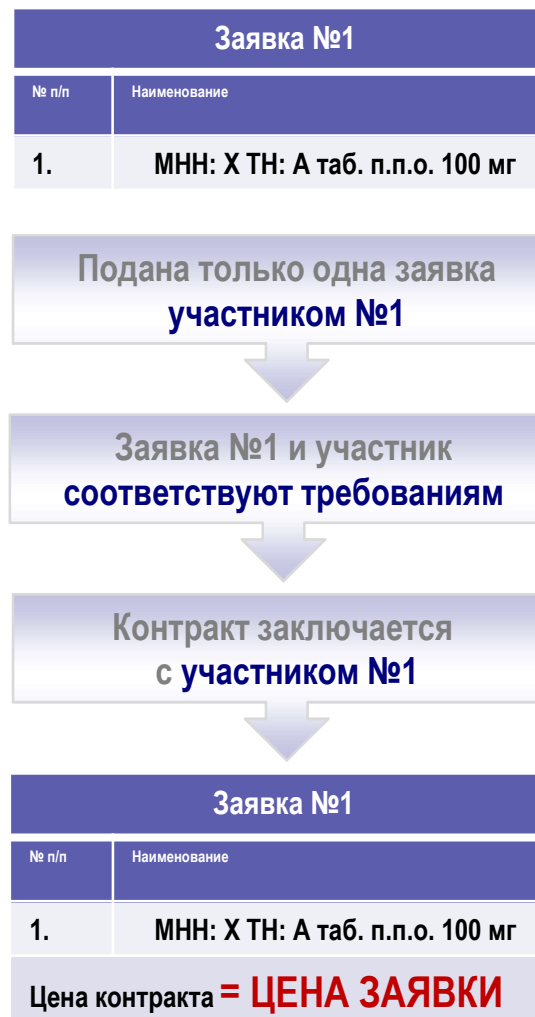 Заявка №1
№ п/п Наименование
1. МНН: X ТН: А таб. п.п.о. 100 мг
Подана только одна заявка
участником №1
Заявка №1 и участник
соответствуют требованиям
Контракт заключается
с участником №1
Заявка №1
№ п/п Наименование
1. МНН: X ТН: А таб. п.п.о. 100 мг
Цена контракта = ЦЕНА ЗАЯВКИ